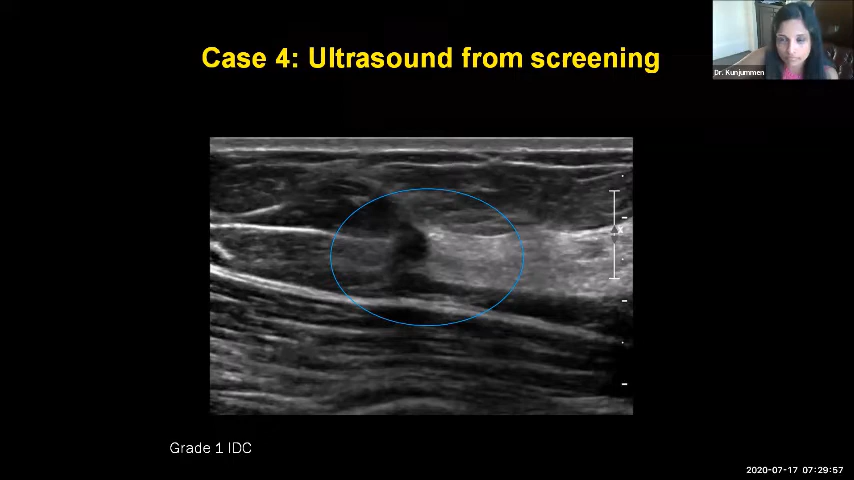 Case 4: Ultrasound from screening
Dr. Kunjummen
Grade 1 IDC
2020-07-17 07:29:57